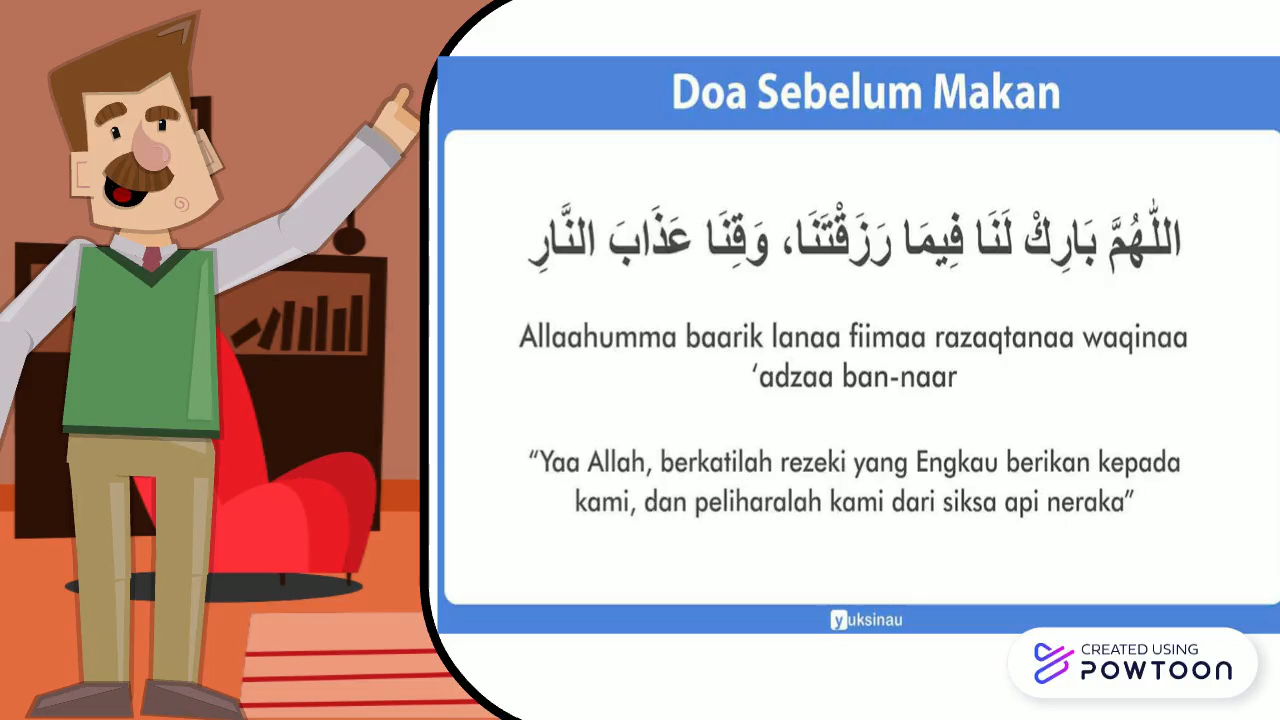 Doa Sebelum Makan
اللّٰهُمَّ بَارِكْ لَنَا فِيمَا رَزَقْتَنَا، وَقِنَا عَذَابَ النَّارِ
Allaahumma baarik lanaa fiimaa razaqtanaa waqinaa
‘adzaa ban-naar
“Yaa Allah, berkatilah rezeki yang Engkau berikan kepada
kami, dan peliharalah kami dari siksa api neraka”
yuksinau
CREATED USING
POWTOON